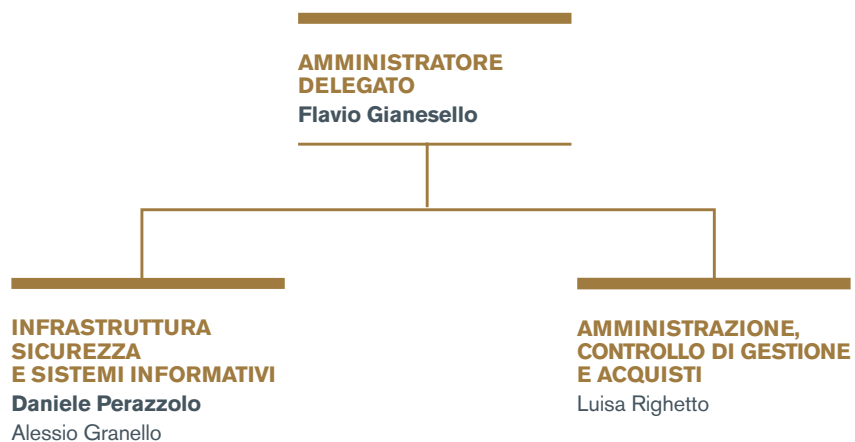 AMMINISTRATORE
DELEGATO
Flavio Gianesello
INFRASTRUTTURA
SICUREZZA
E SISTEMI INFORMATIVI
Daniele Perazzolo
Alessio Granello
AMMINISTRAZIONE,
CONTROLLO DI GESTIONE
E ACQUISTI
Luisa Righetto